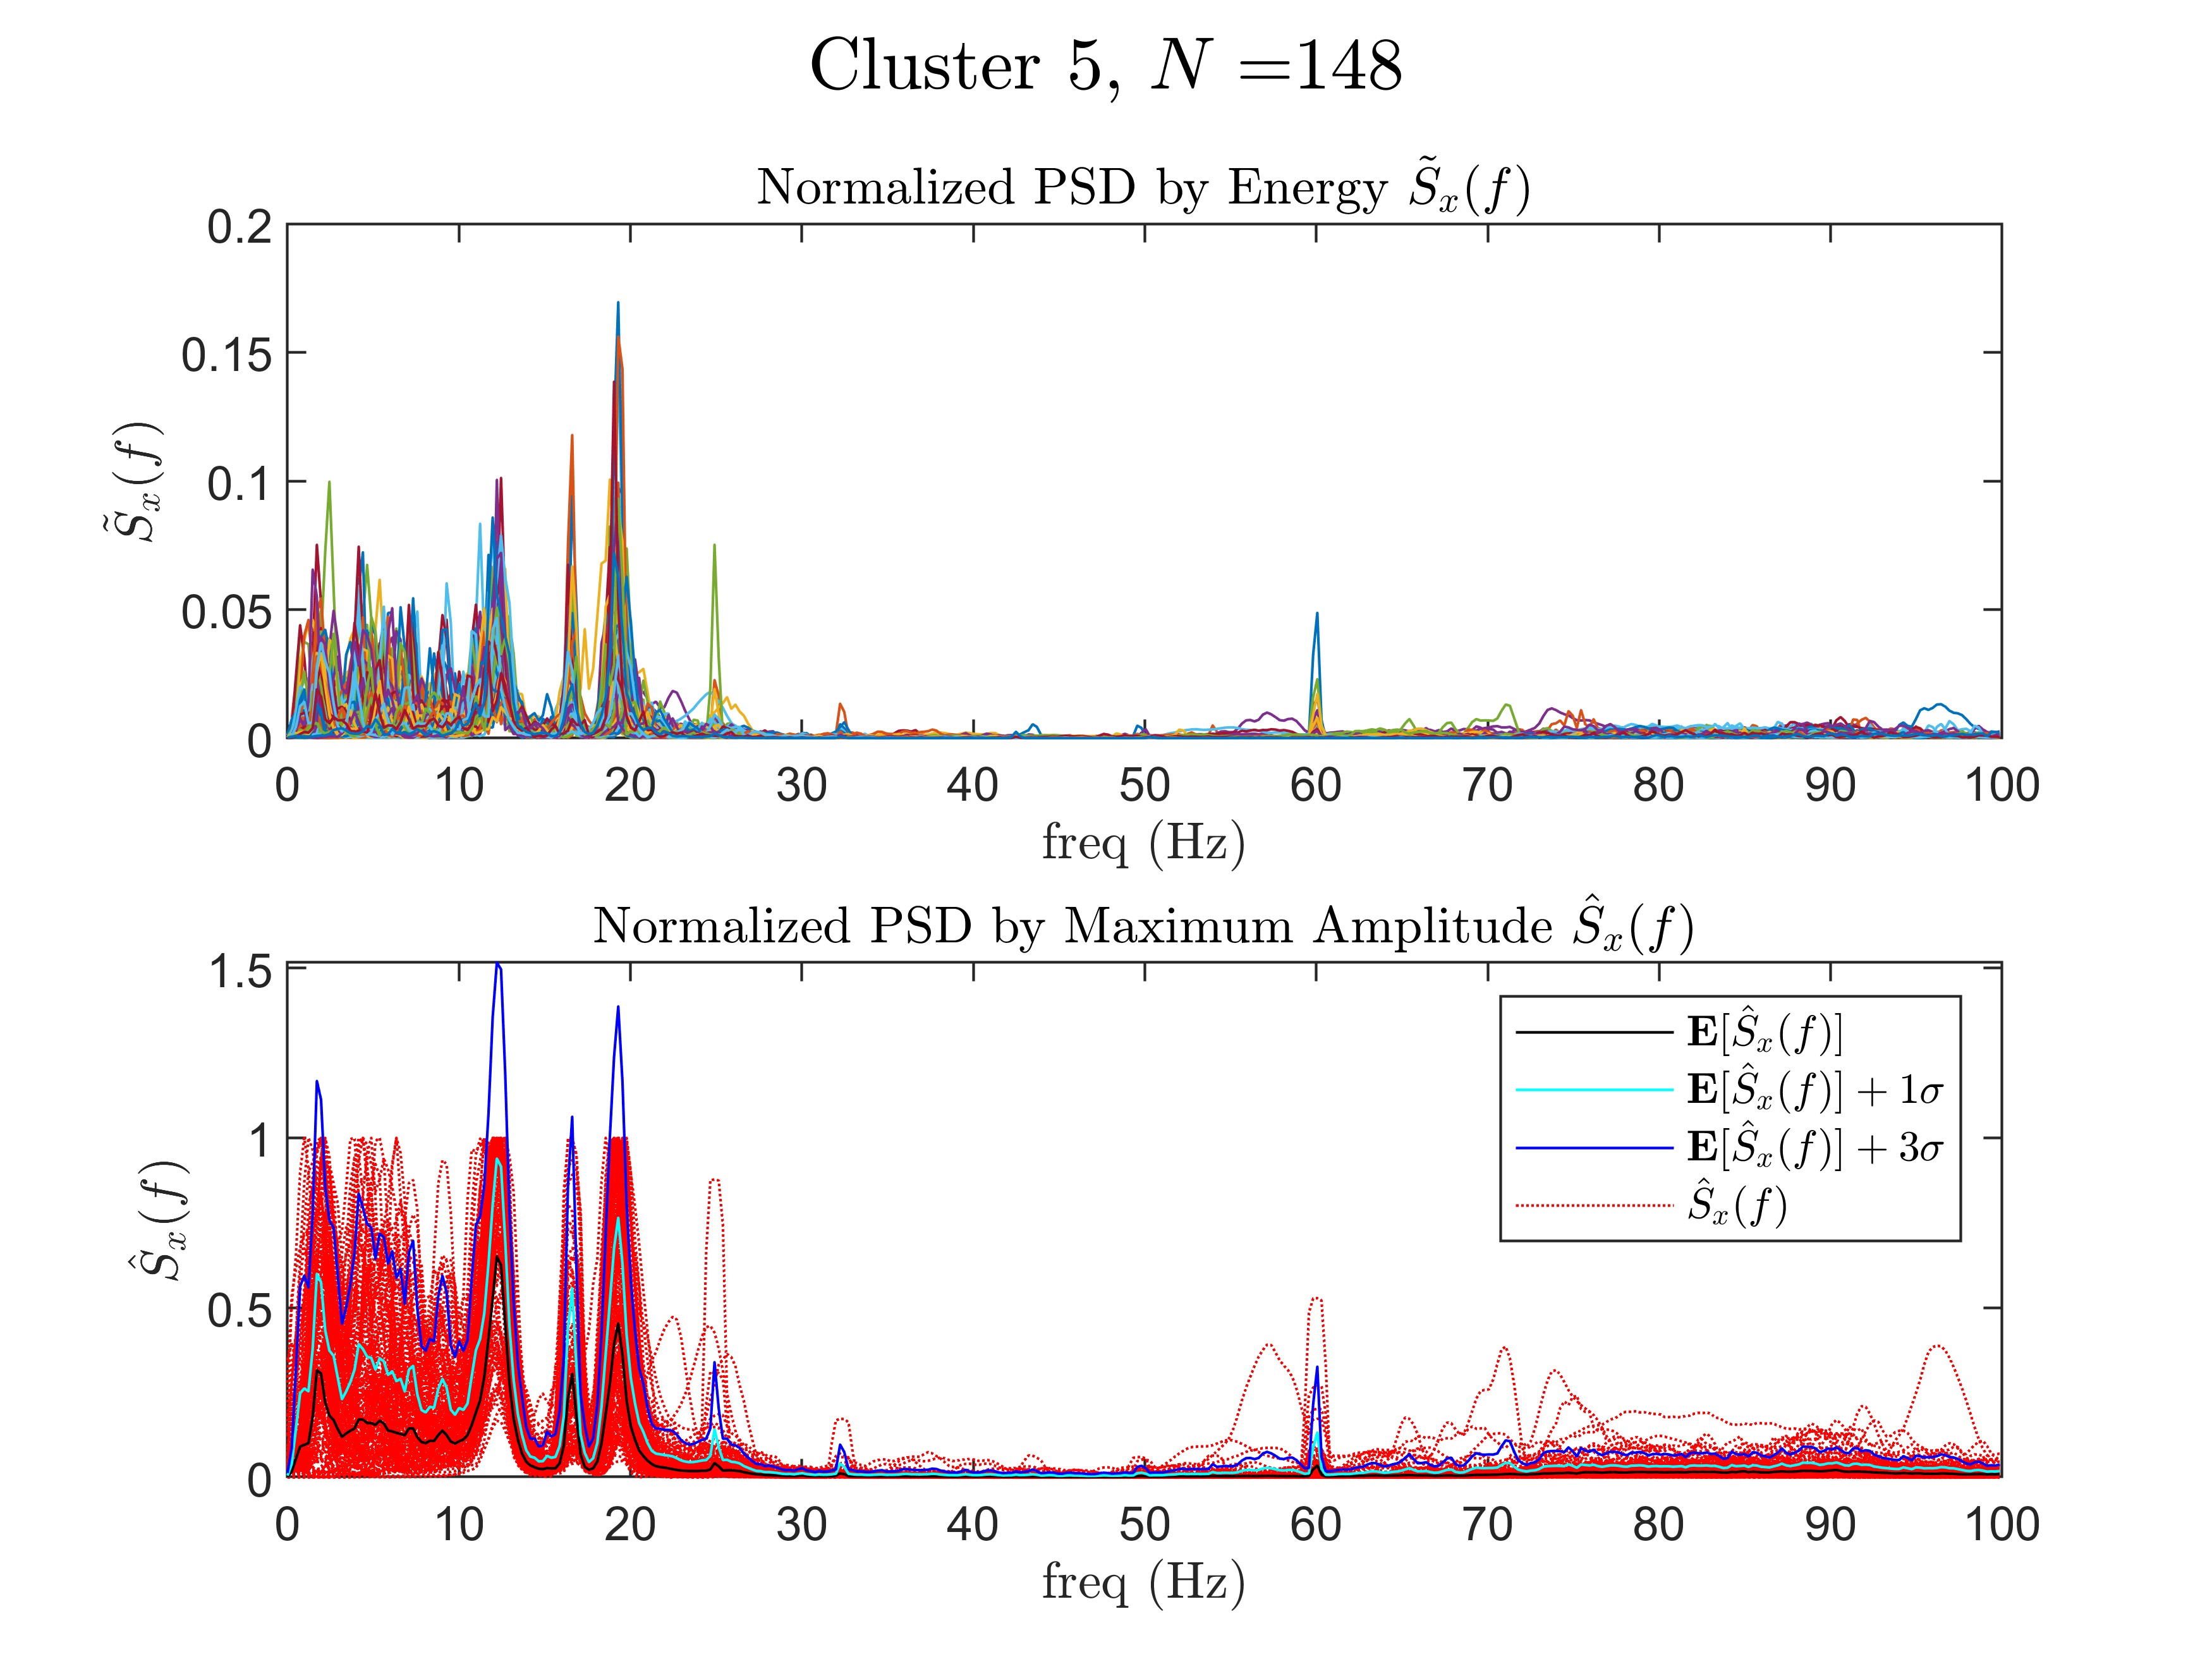 Cluster 5, N =148
Normalized PSD by Energy S̃̃ₓ(f)
0.2
0.15
0.1
0.05
0
S̃ₓ(f)
0 10 20 30 40 50 60 70 80 90 100
freq (Hz)
Normalized PSD by Maximum Amplitude Ŝₓ(f)
1.5
1
0.5
0
Ŝₓ(f)
E[Ŝₓ(f)]
E[Ŝₓ(f)] + 1σ
E[Ŝₓ(f)] + 3σ
Ŝₓ(f)
0 10 20 30 40 50 60 70 80 90 100
freq (Hz)